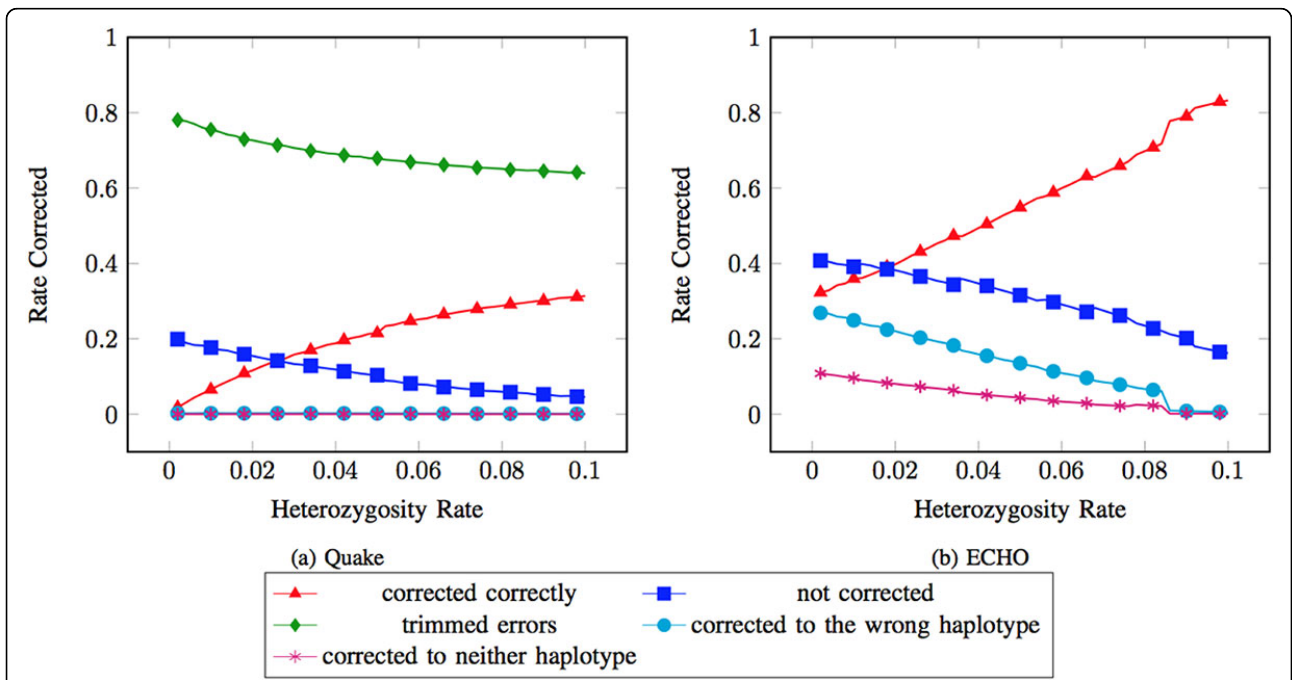 1
0.8
0.6
0.4
0.2
0
Rate Corrected
0 0.02 0.04 0.06 0.08 0.1
Heterozygosity Rate
(a) Quake
1
0.8
0.6
0.4
0.2
0
Rate Corrected
0 0.02 0.04 0.06 0.08 0.1
Heterozygosity Rate
(b) ECHO
corrected correctly not corrected
trimmed errors corrected to the wrong haplotype
corrected to neither haplotype